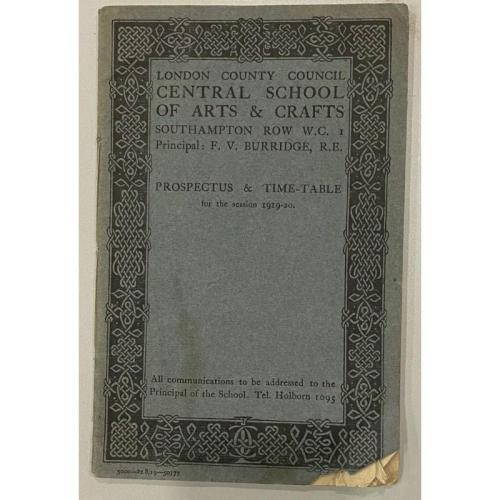 LONDON COUNTY COUNCIL
CENTRAL SCHOOL
OF ARTS & CRAFTS
SOUTHAMPTON ROW W.C. 1
Principal: F. V. BURRIDGE, R.E.
PROSPECTUS & TIME-TABLE
for the session 1919-20.
All communications to be addressed to the
Principal of the School. Tel. Holborn 1095